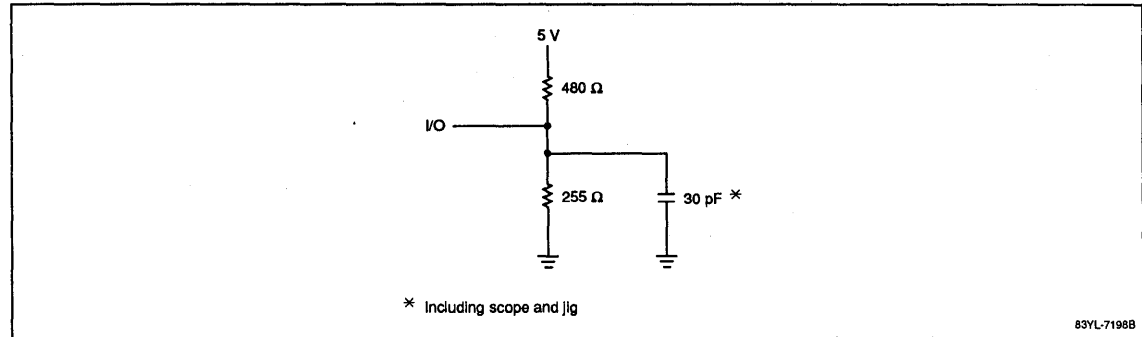 5 V
480 Ω
I/O
255 Ω
30 pF *
* Including scope and jig
83YL-7198B